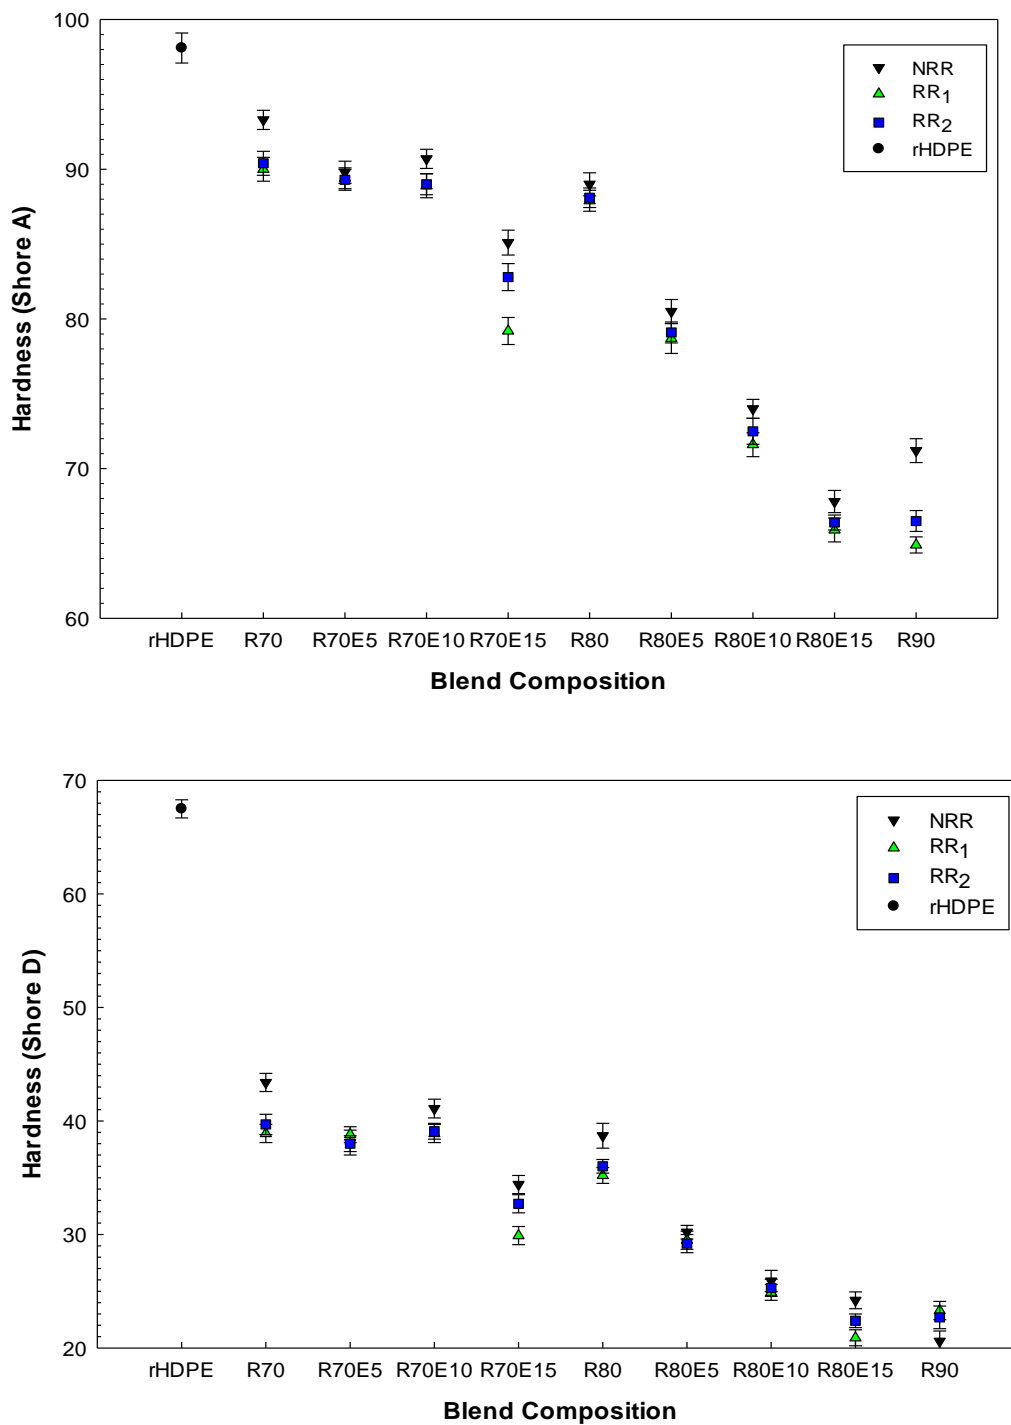 100
90
80
70
60
Hardness (Shore A)
NRR
RR1
RR2
rHDPE
rHDPE R70 R70E5 R70E10 R70E15 R80 R80E5 R80E10 R80E15 R90
Blend Composition
70
60
50
40
30
20
Hardness (Shore D)
NRR
RR1
RR2
rHDPE
rHDPE R70 R70E5 R70E10 R70E15 R80 R80E5 R80E10 R80E15 R90
Blend Composition